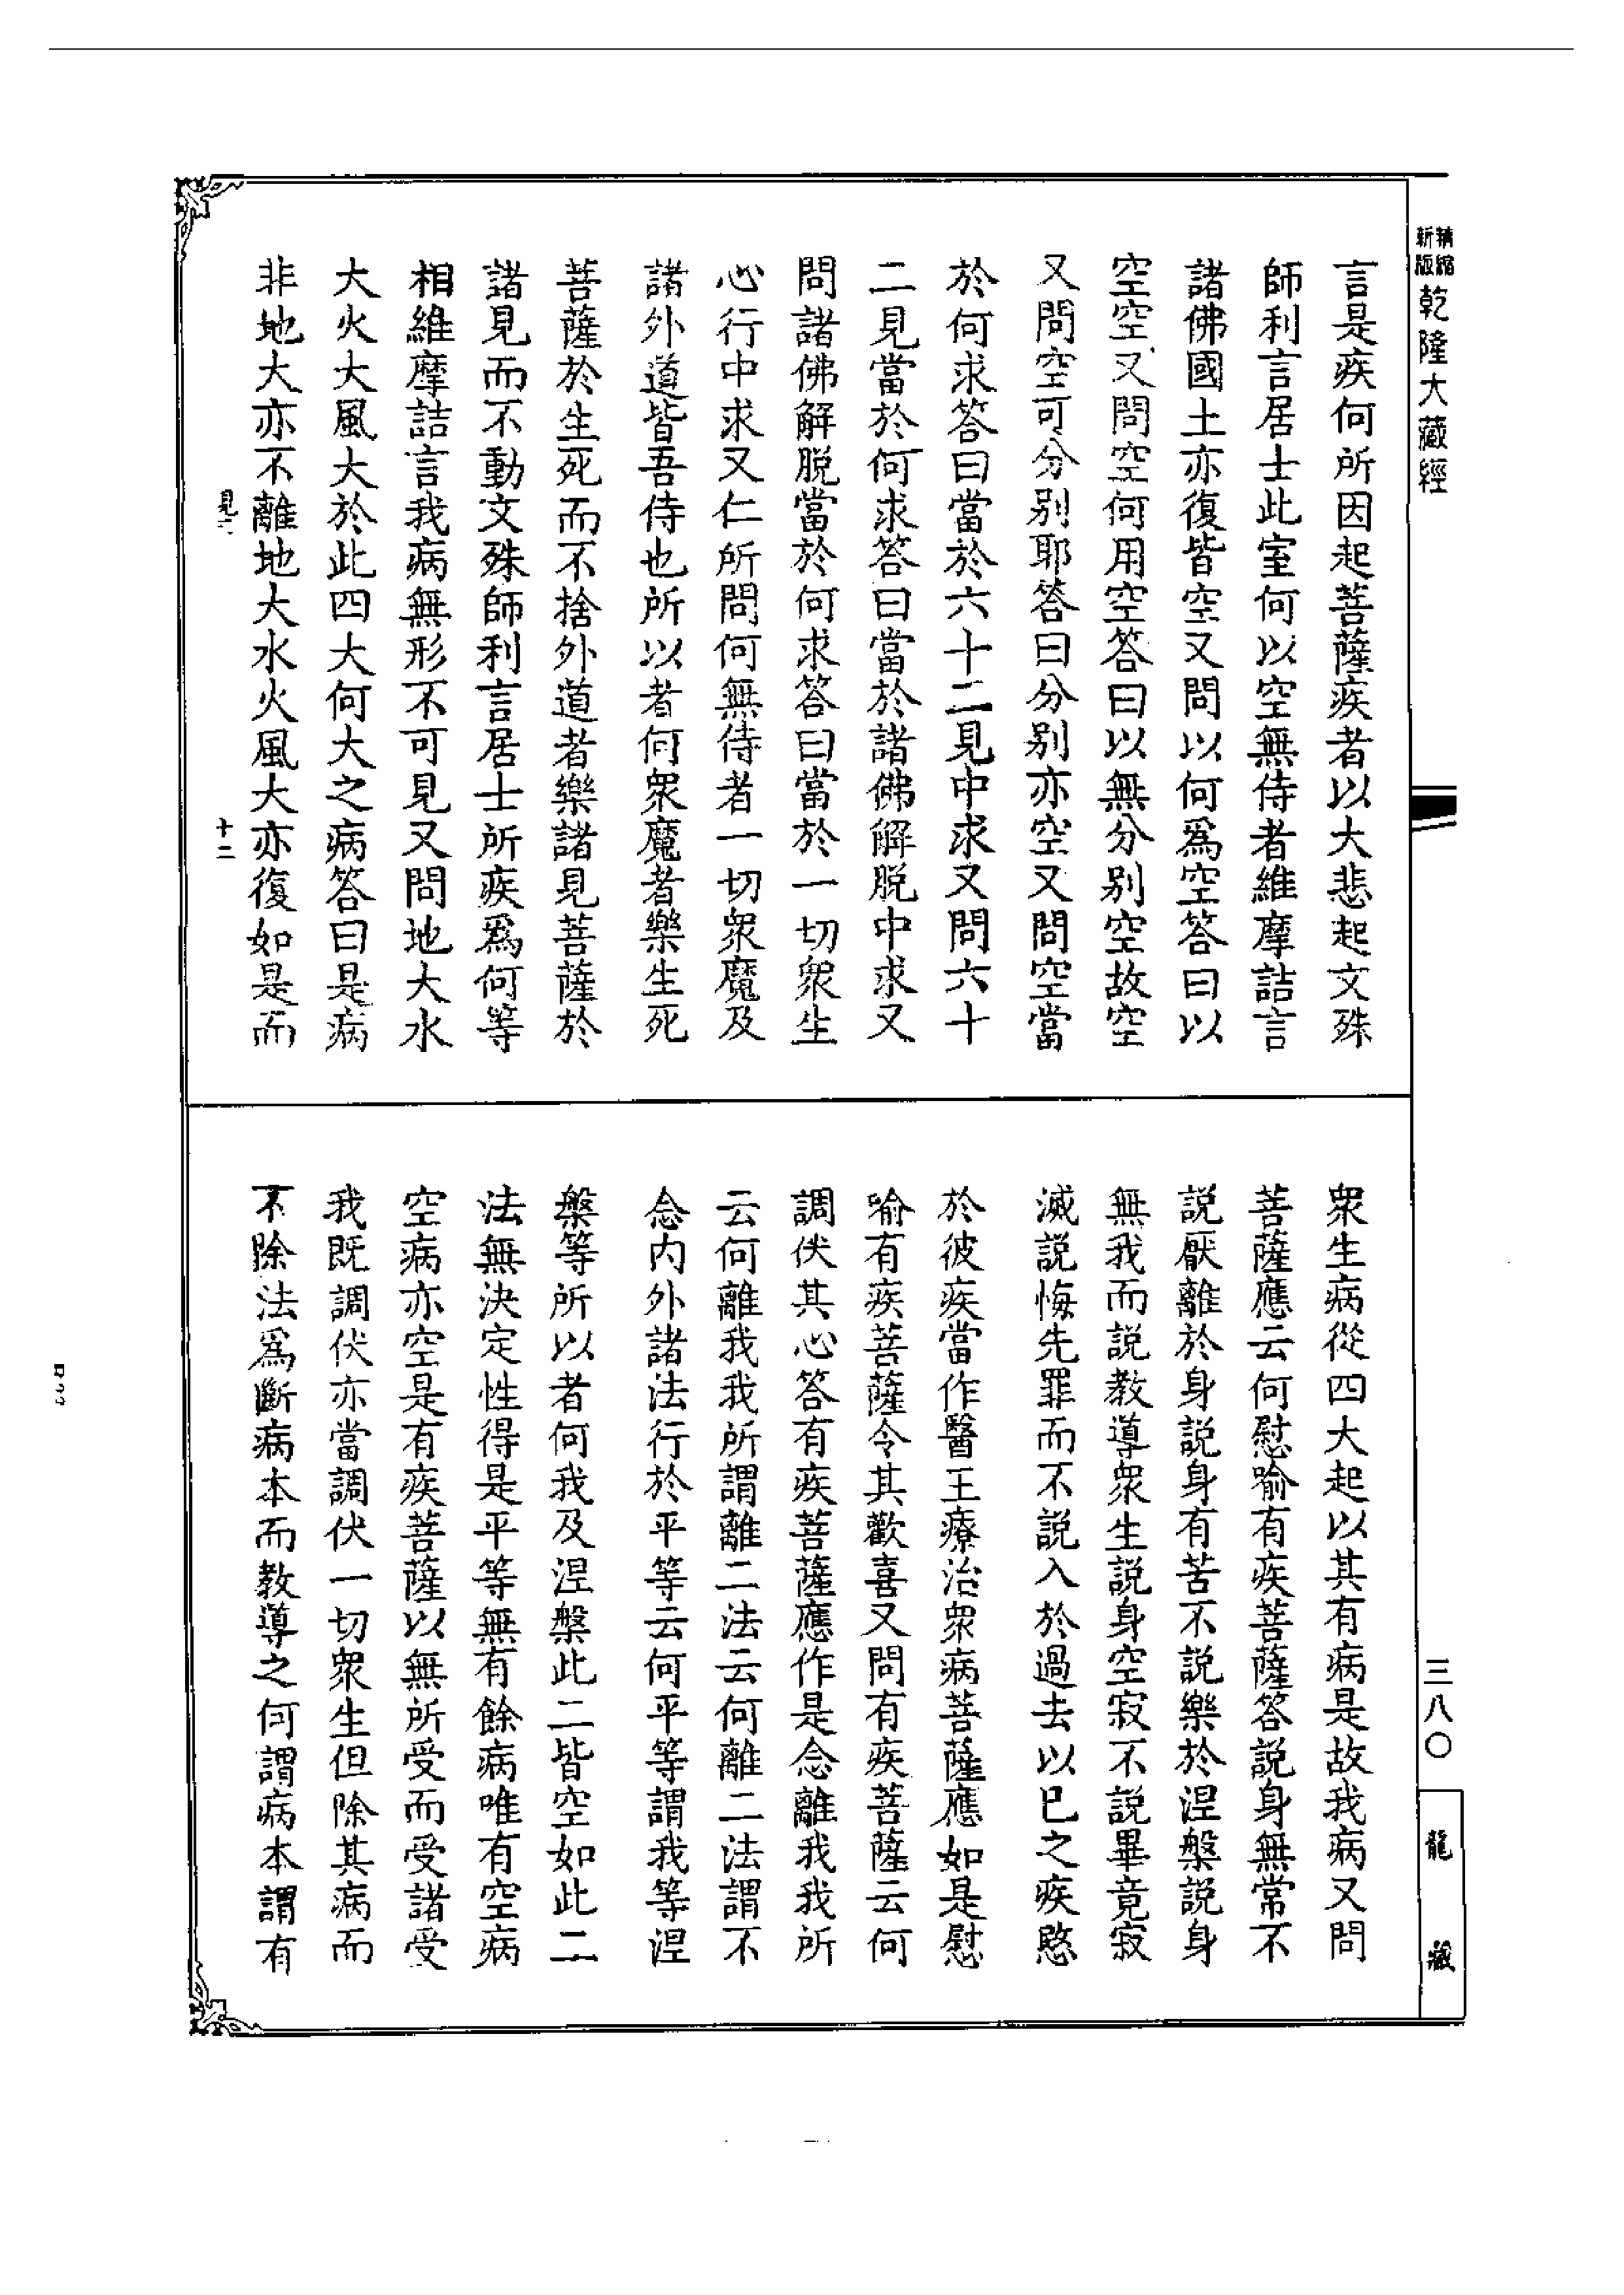 新版精縮乾隆大藏經
三八〇
龍藏
言是疾何所因起菩薩疾者以大悲起文殊
師利言居士此室何以空無侍者維摩詰言
諸佛國土亦復皆空又問以何爲空答曰以
空空又問空何用空答曰以無分别空故空
又問空可分别耶答曰分别亦空又問空當
於何求答曰當於六十二見中求又問六十
二見當於何求答曰當於諸佛解脱中求又
問諸佛解脱當於何求答曰當於一切衆生
心行中求又仁所問何無侍者一切衆魔及
諸外道皆吾侍也所以者何衆魔者樂生死
菩薩於生死而不捨外道者樂諸見菩薩於
諸見而不動文殊師利言居士所疾爲何等
相維摩詰言我病無形不可見又問地大水
大火大風大於此四大何大之病答曰是病
非地大亦不離地大水火風大亦復如是而
十二
衆生病從四大起以其有病是故我病又問
菩薩應云何慰喻有疾菩薩答説身無常不
説厭離於身説身有苦不説樂於涅槃説身
無我而説教導衆生説身空寂不説畢竟寂
滅説悔先罪而不説入於過去以已之疾愍
於彼疾當作醫王療治衆病菩薩應如是慰
喻有疾菩薩令其歡喜又問有疾菩薩云何
調伏其心答有疾菩薩應作是念離我我所
云何離我我所謂離二法云何離二法謂不
念内外諸法行於平等云何平等謂我等涅
槃等所以者何我及涅槃此二皆空如此二
法無決定性得是平等無有餘病唯有空病
空病亦空是有疾菩薩以無所受而受諸受
我既調伏亦當調伏一切衆生但除其病而
不除法爲斷病本而教導之何謂病本謂有